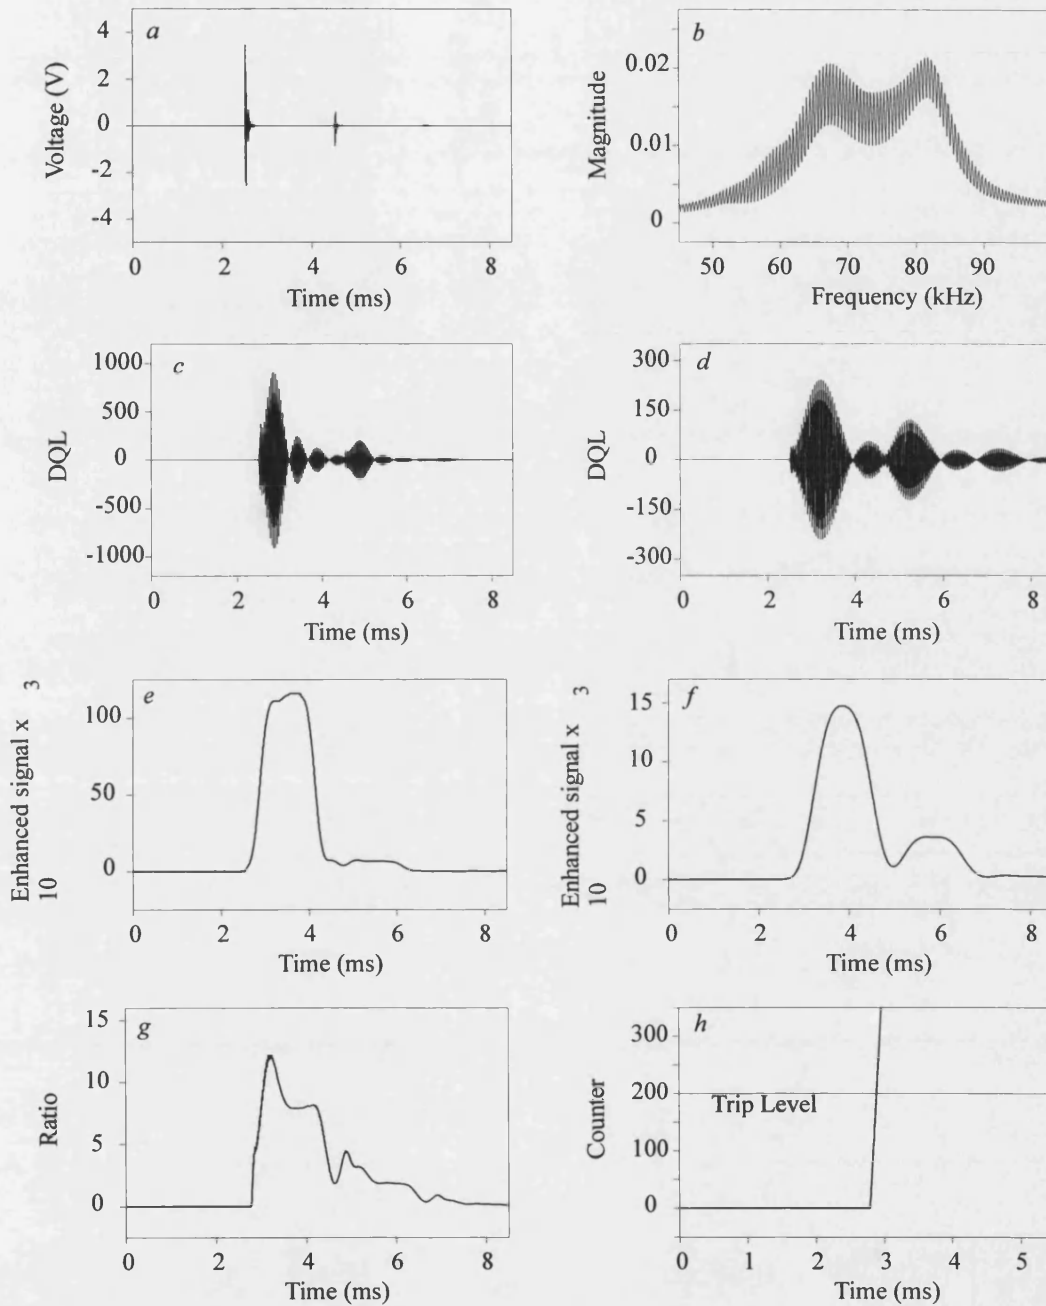 a
Voltage (V)
4
2
0
-2
-4
0 2 4 6 8
Time (ms)
b
Magnitude
0.02
0.01
0
50 60 70 80 90
Frequency (kHz)
c
DQL
1000
500
0
-500
-1000
0 2 4 6 8
Time (ms)
d
DQL
300
150
0
-150
-300
0 2 4 6 8
Time (ms)
e
Enhanced signal x
10
3
100
50
0
0 2 4 6 8
Time (ms)
f
Enhanced signal x
10
3
15
10
5
0
0 2 4 6 8
Time (ms)
g
Ratio
15
10
5
0
0 2 4 6 8
Time (ms)
h
Counter
300
200
100
0
Trip Level
0 1 2 3 4 5
Time (ms)